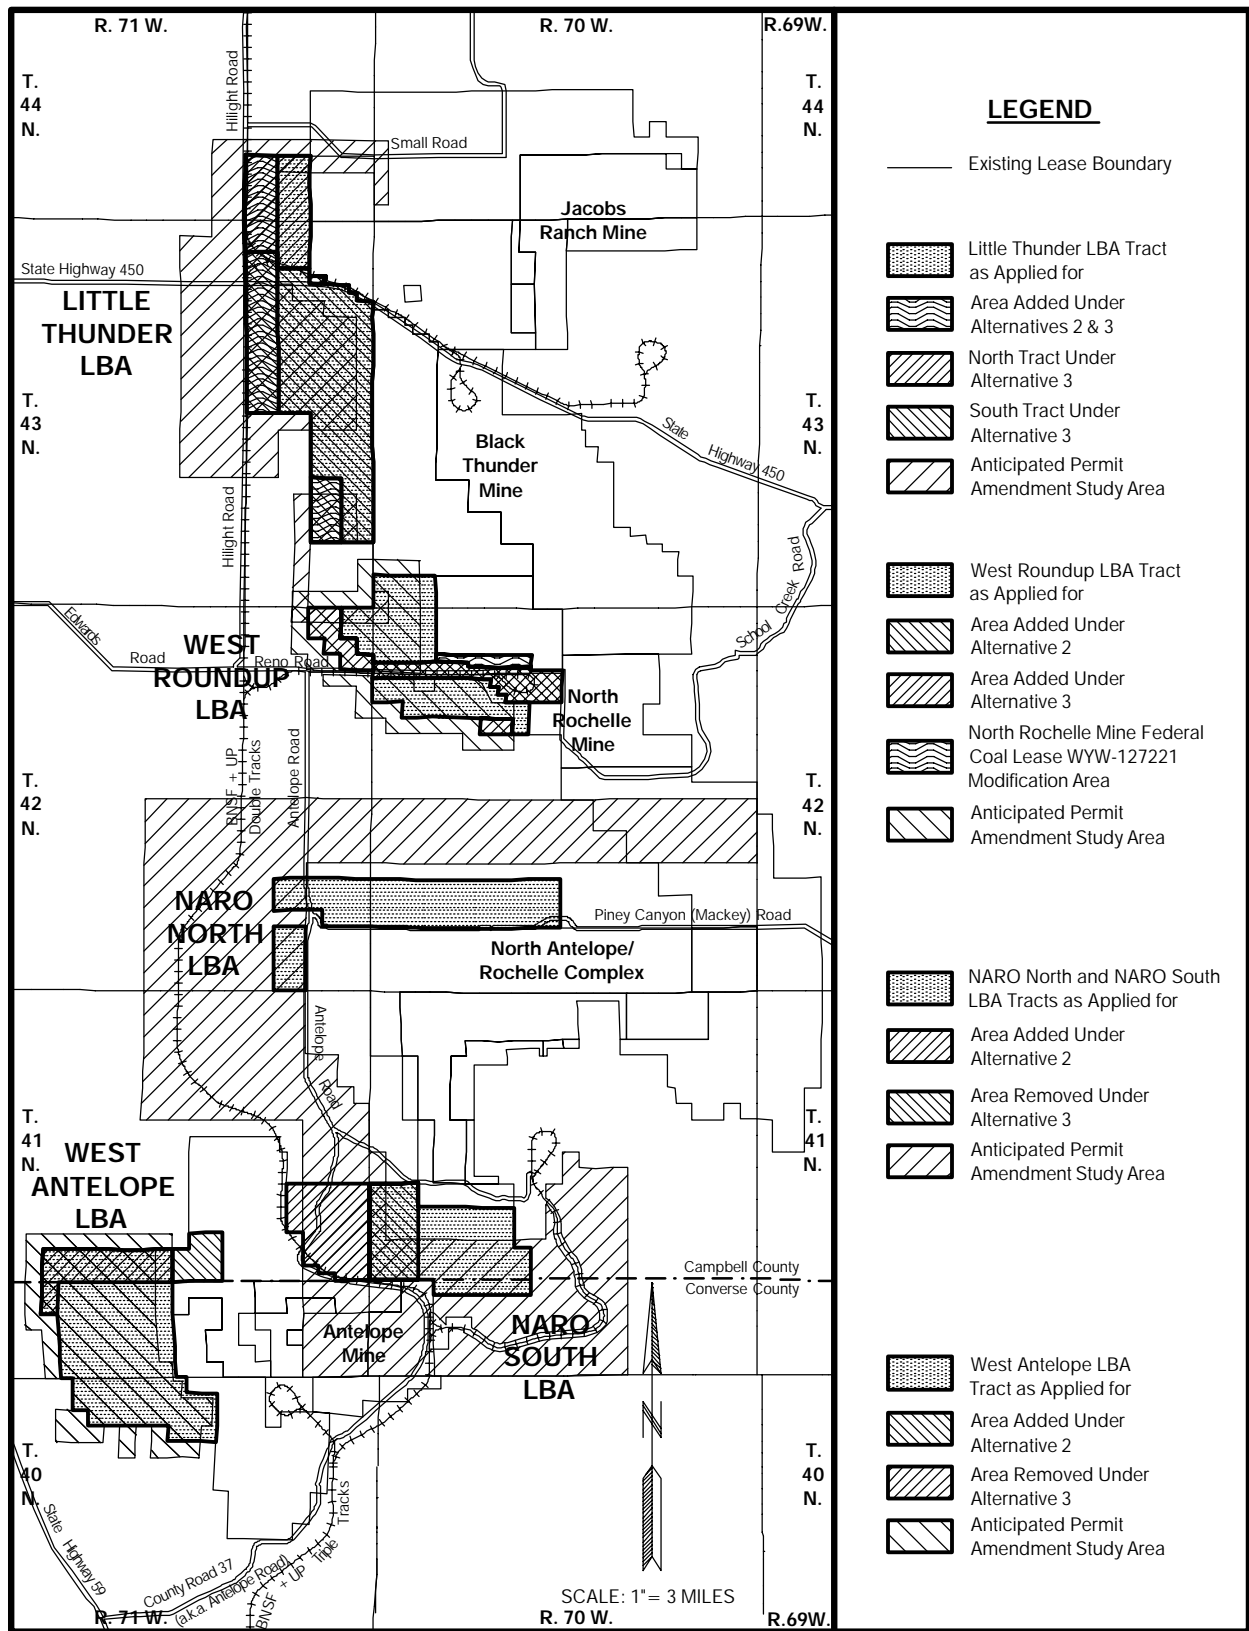 R. 71 W.
R. 70 W.
R.69W.
T.
44
N.
T.
44
N.
Hilight Road
Small Road
Jacobs
Ranch Mine
State Highway 450
LITTLE
THUNDER
LBA
T.
43
N.
T.
43
N.
Black
Thunder
Mine
State
Highway 450
Hilight Road
School Creek Road
Edwards
Road
WEST
ROUNDUP
LBA
Reno Road
North
Rochelle
Mine
BNSF + UP
Double Tracks
Antelope Road
T.
42
N.
T.
42
N.
NARO
NORTH
LBA
Piney Canyon (Mackey) Road
North Antelope/
Rochelle Complex
Antelope
Road
T.
41
N.
T.
41
N.
WEST
ANTELOPE
LBA
Campbell County
Converse County
Antelope
Mine
NARO
SOUTH
LBA
T.
40
N.
T.
40
N.
N
State Highway 59
County Road 37
(a.k.a. Antelope Road)
BNSF + UP Triple
Tracks
SCALE: 1"= 3 MILES
R. 71 W.
R. 70 W.
R.69W.
LEGEND
Existing Lease Boundary
Little Thunder LBA Tract
as Applied for
Area Added Under
Alternatives 2 & 3
North Tract Under
Alternative 3
South Tract Under
Alternative 3
Anticipated Permit
Amendment Study Area
West Roundup LBA Tract
as Applied for
Area Added Under
Alternative 2
Area Added Under
Alternative 3
North Rochelle Mine Federal
Coal Lease WYW-127221
Modification Area
Anticipated Permit
Amendment Study Area
NARO North and NARO South
LBA Tracts as Applied for
Area Added Under
Alternative 2
Area Removed Under
Alternative 3
Anticipated Permit
Amendment Study Area
West Antelope LBA
Tract as Applied for
Area Added Under
Alternative 2
Area Removed Under
Alternative 3
Anticipated Permit
Amendment Study Area